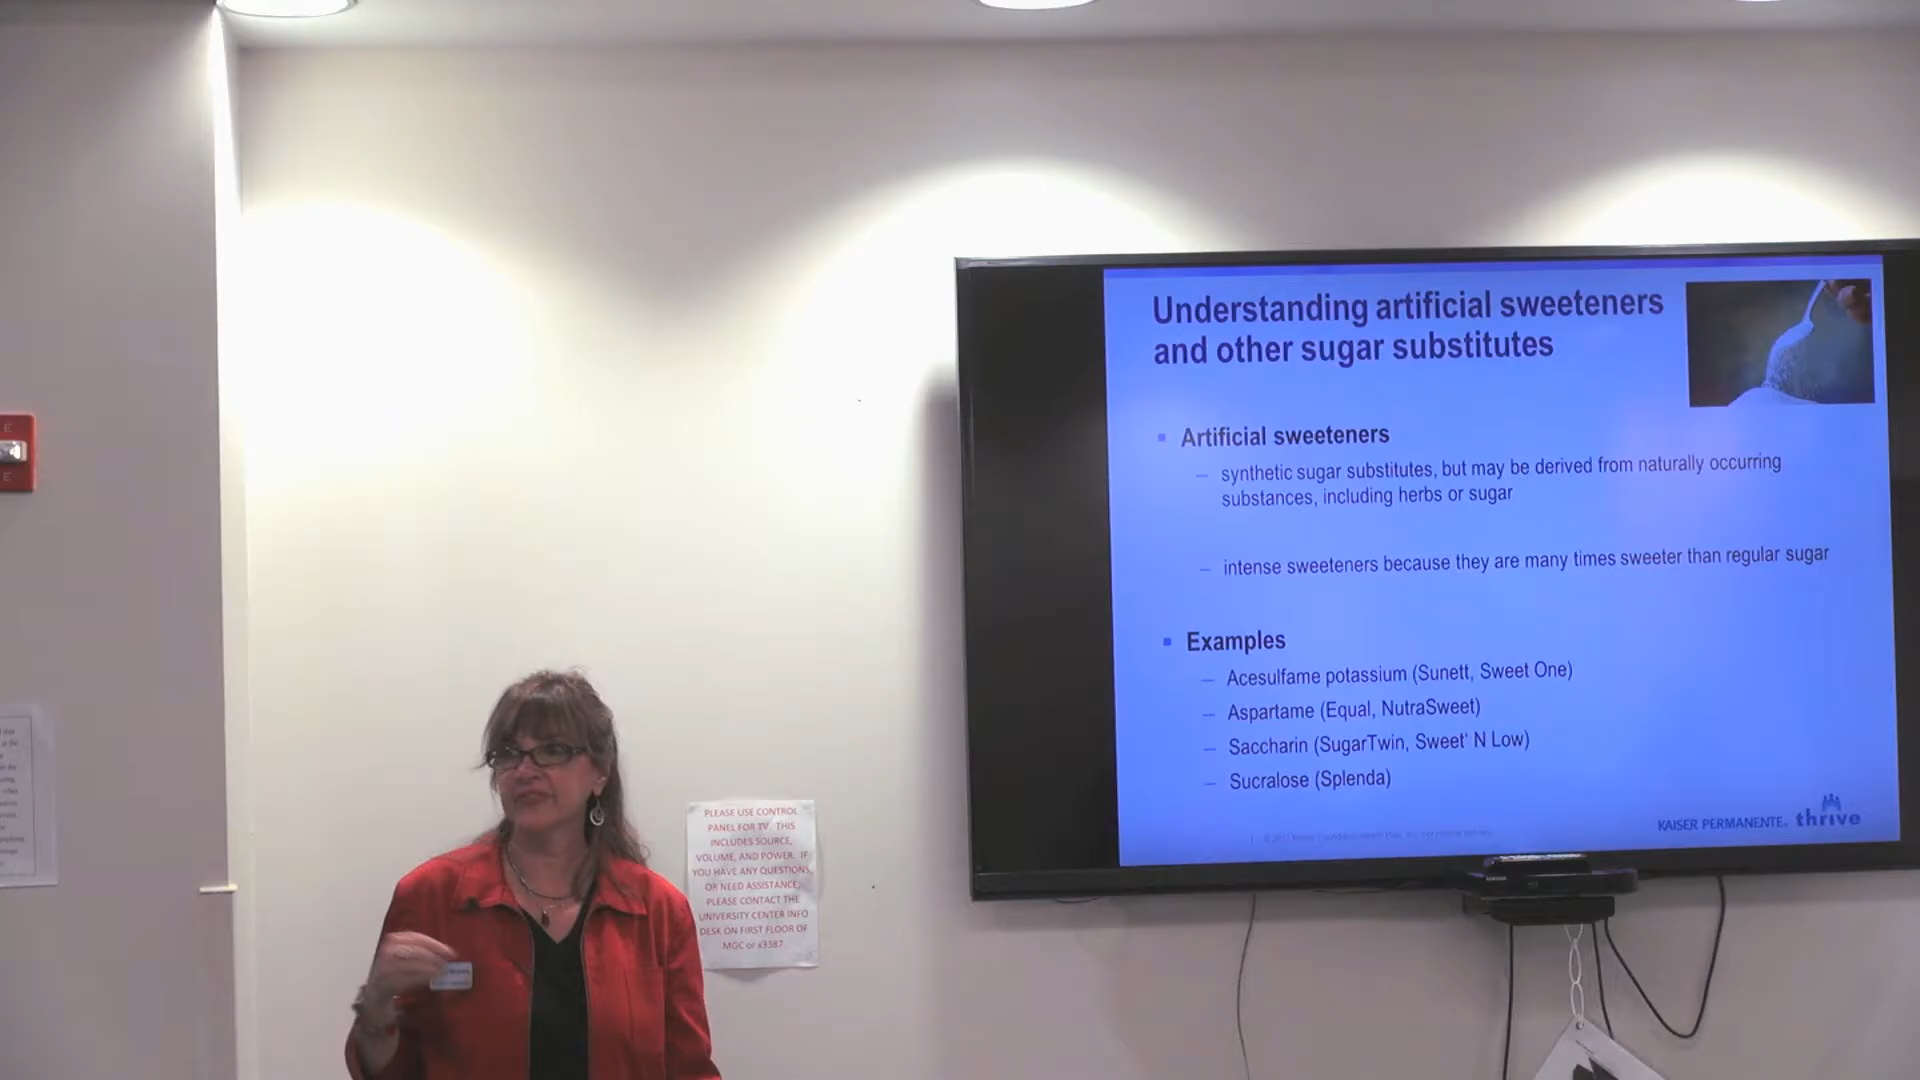 Understanding artificial sweeteners
and other sugar substitutes
Artificial sweeteners
– synthetic sugar substitutes, but may be derived from naturally occurring
substances, including herbs or sugar
– intense sweeteners because they are many times sweeter than regular sugar
Examples
– Acesulfame potassium (Sunett, Sweet One)
– Aspartame (Equal, NutraSweet)
– Saccharin (SugarTwin, Sweet' N Low)
– Sucralose (Splenda)
KAISER PERMANENTE® thrive
PLEASE USE CONTROL
PANEL FOR TV. THIS
INCLUDES SOURCE,
VOLUME, AND POWER. IF
YOU HAVE ANY QUESTIONS
OR NEED ASSISTANCE,
PLEASE CONTACT THE
UNIVERSITY CENTER INFO
DESK ON FIRST FLOOR OF
MGC or x3387.
E
E